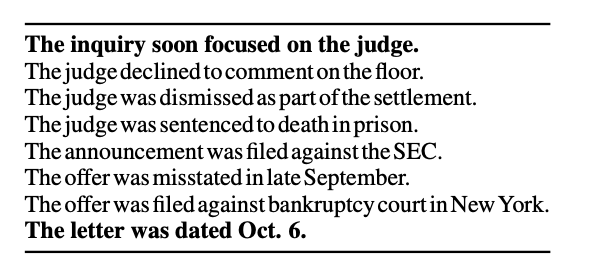 The inquiry soon focused on the judge.
The judge declined to comment on the floor.
The judge was dismissed as part of the settlement.
The judge was sentenced to death in prison.
The announcement was filed against the SEC.
The offer was misstated in late September.
The offer was filed against bankruptcy court in New York.
The letter was dated Oct. 6.